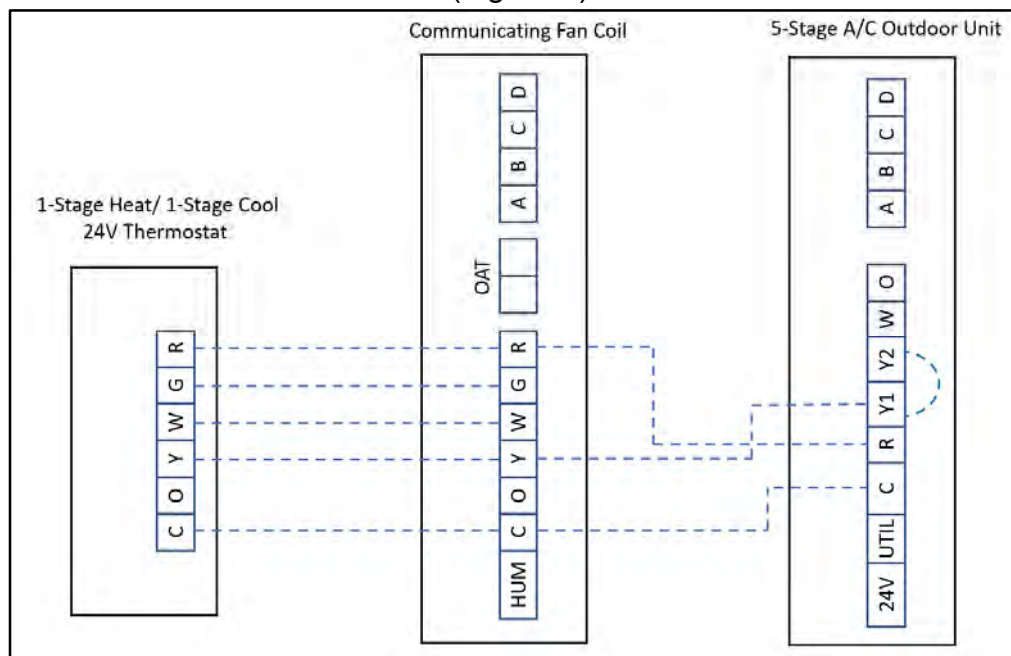 Communicating Fan Coil
5-Stage A/C Outdoor Unit
1-Stage Heat/ 1-Stage Cool
24V Thermostat
R
G
W
Y
O
C
D
C
B
A
OAT
R
G
W
Y
O
C
HUM
D
C
B
A
O
W
Y2
Y1
R
C
UTIL
24V